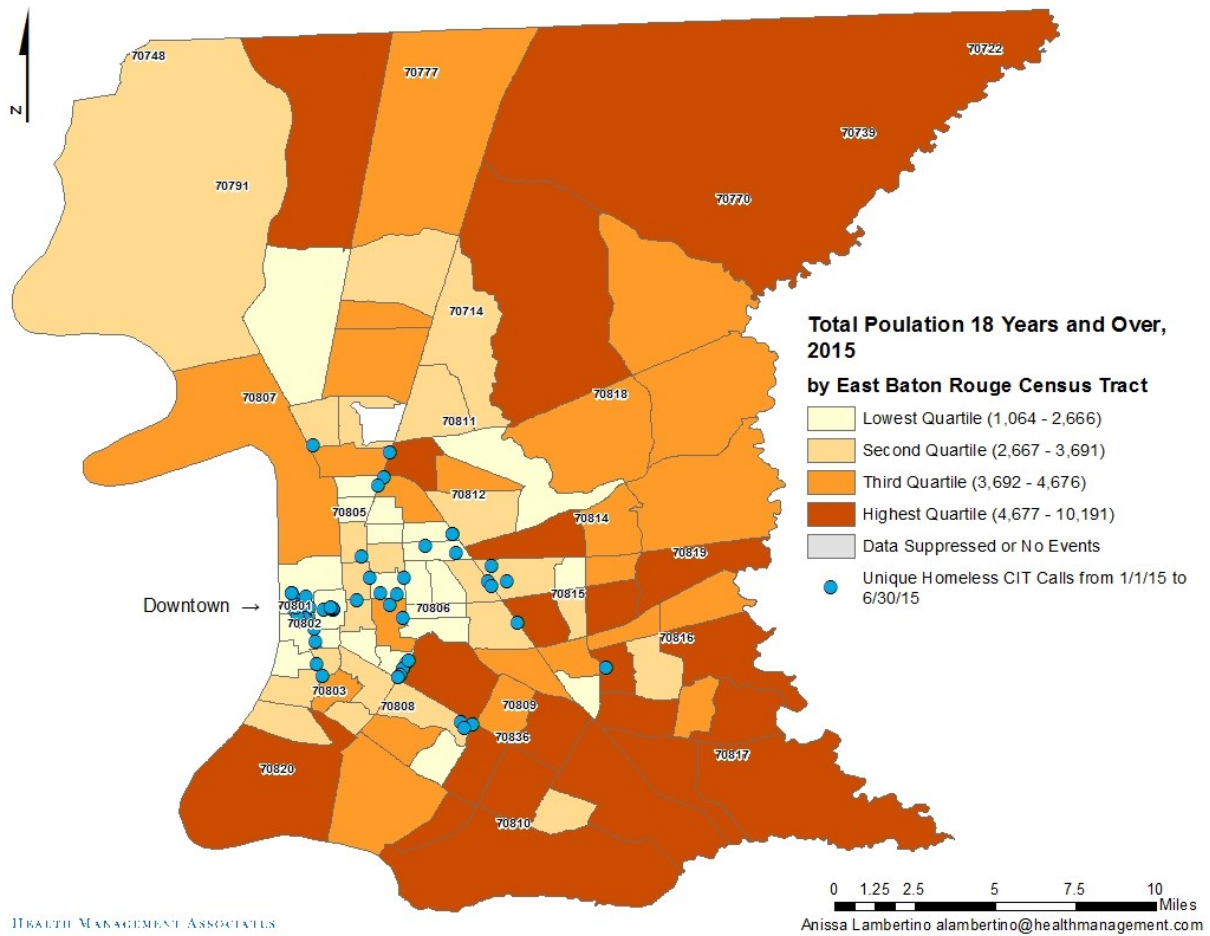 70748
70722
70777
N
70739
70791
70770
70714
Total Poulation 18 Years and Over,
2015
by East Baton Rouge Census Tract
Lowest Quartile (1,064 - 2,666)
Second Quartile (2,667 - 3,691)
Third Quartile (3,692 - 4,676)
Highest Quartile (4,677 - 10,191)
Data Suppressed or No Events
Unique Homeless CIT Calls from 1/1/15 to
6/30/15
70807
70818
70811
70812
70805
70814
70819
70815
Downtown →
70801
70806
70802
70816
70803
70808
70809
70836
70817
70820
70810
0 1.25 2.5 5 7.5 10
Miles
HEALTH MANAGEMENT ASSOCIATES
Anissa Lambertino alambertino@healthmanagement.com